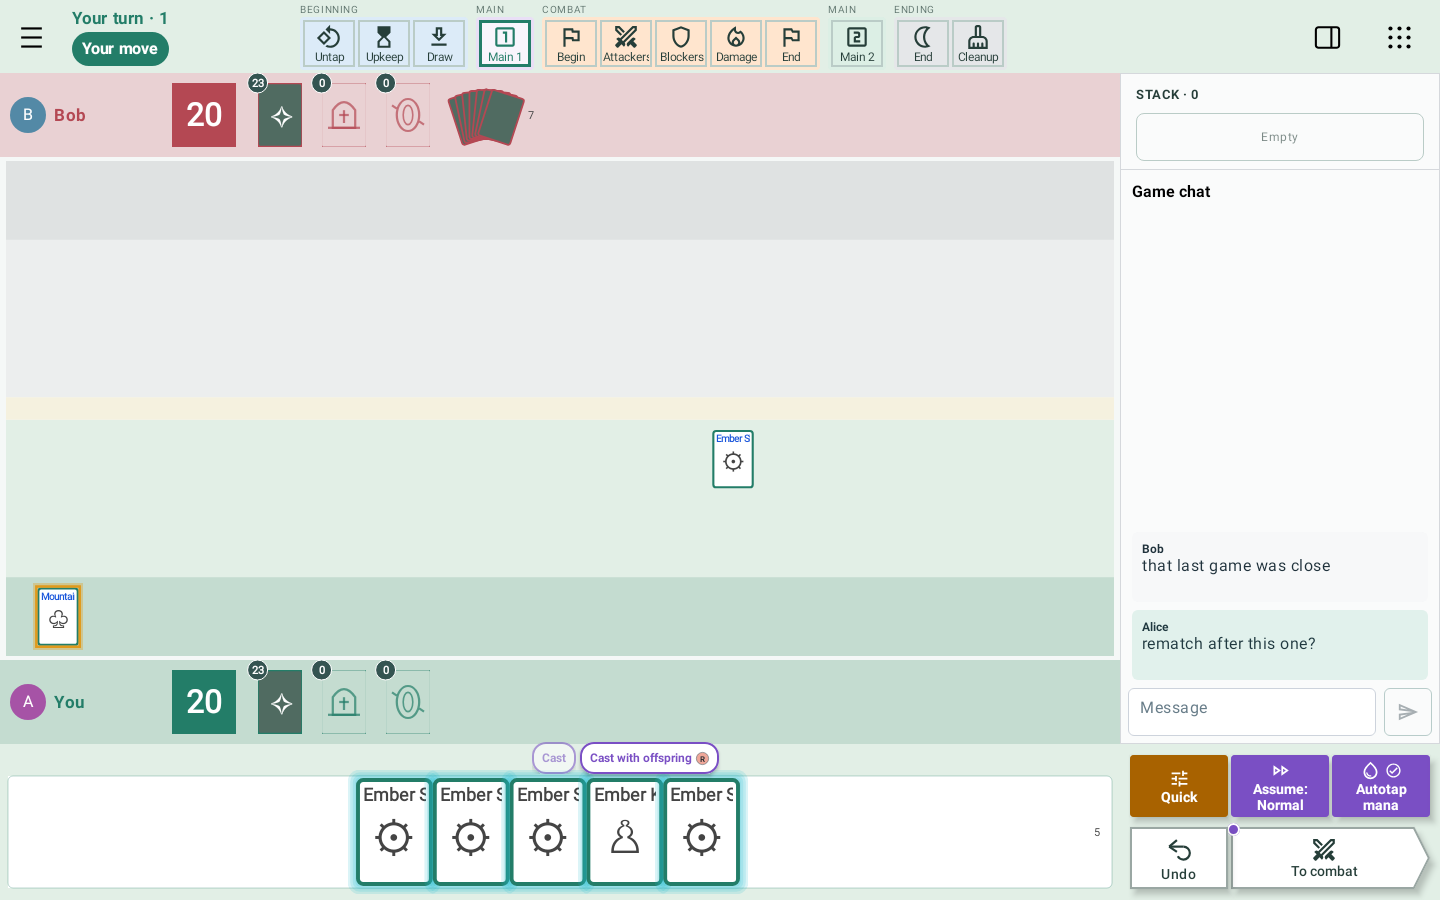 Your turn · 1
Your move
BEGINNING
Untap
Upkeep
Draw
MAIN
1
Main 1
COMBAT
Begin
Attackers
Blockers
Damage
End
MAIN
2
Main 2
ENDING
End
Cleanup
B
Bob
20
23
0
0
7
STACK · 0
Empty
Game chat
Ember S
Mountai
Bob
that last game was close
Alice
rematch after this one?
Message
A
You
20
23
0
0
Cast
Cast with offspring R
Ember S
Ember S
Ember S
Ember K
Ember S
5
Quick
Assume:
Normal
Autotap
mana
Undo
To combat